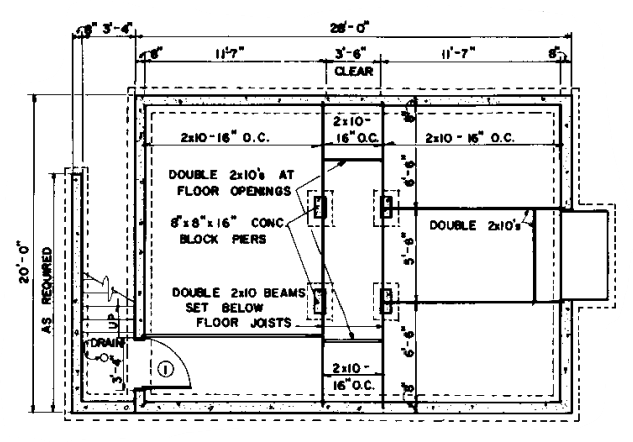 8" 3'-4" 28'-0"
8" 11'-7" 3'-6" 11'-7" 8"
CLEAR
2x10-16" O.C.
2x10-
16" O.C.
2x10-16" O.C.
8"
6'-6"
DOUBLE 2x10's AT
FLOOR OPENINGS
8"x8"x16" CONC.
BLOCK PIERS
DOUBLE 2x10's
5'-8"
20'-0"
AS REQUIRED
DOUBLE 2x10 BEAMS
SET BELOW
FLOOR JOISTS
UP
DRAIN
3'-4"
1
6'-6"
2x10-
16" O.C.
8"